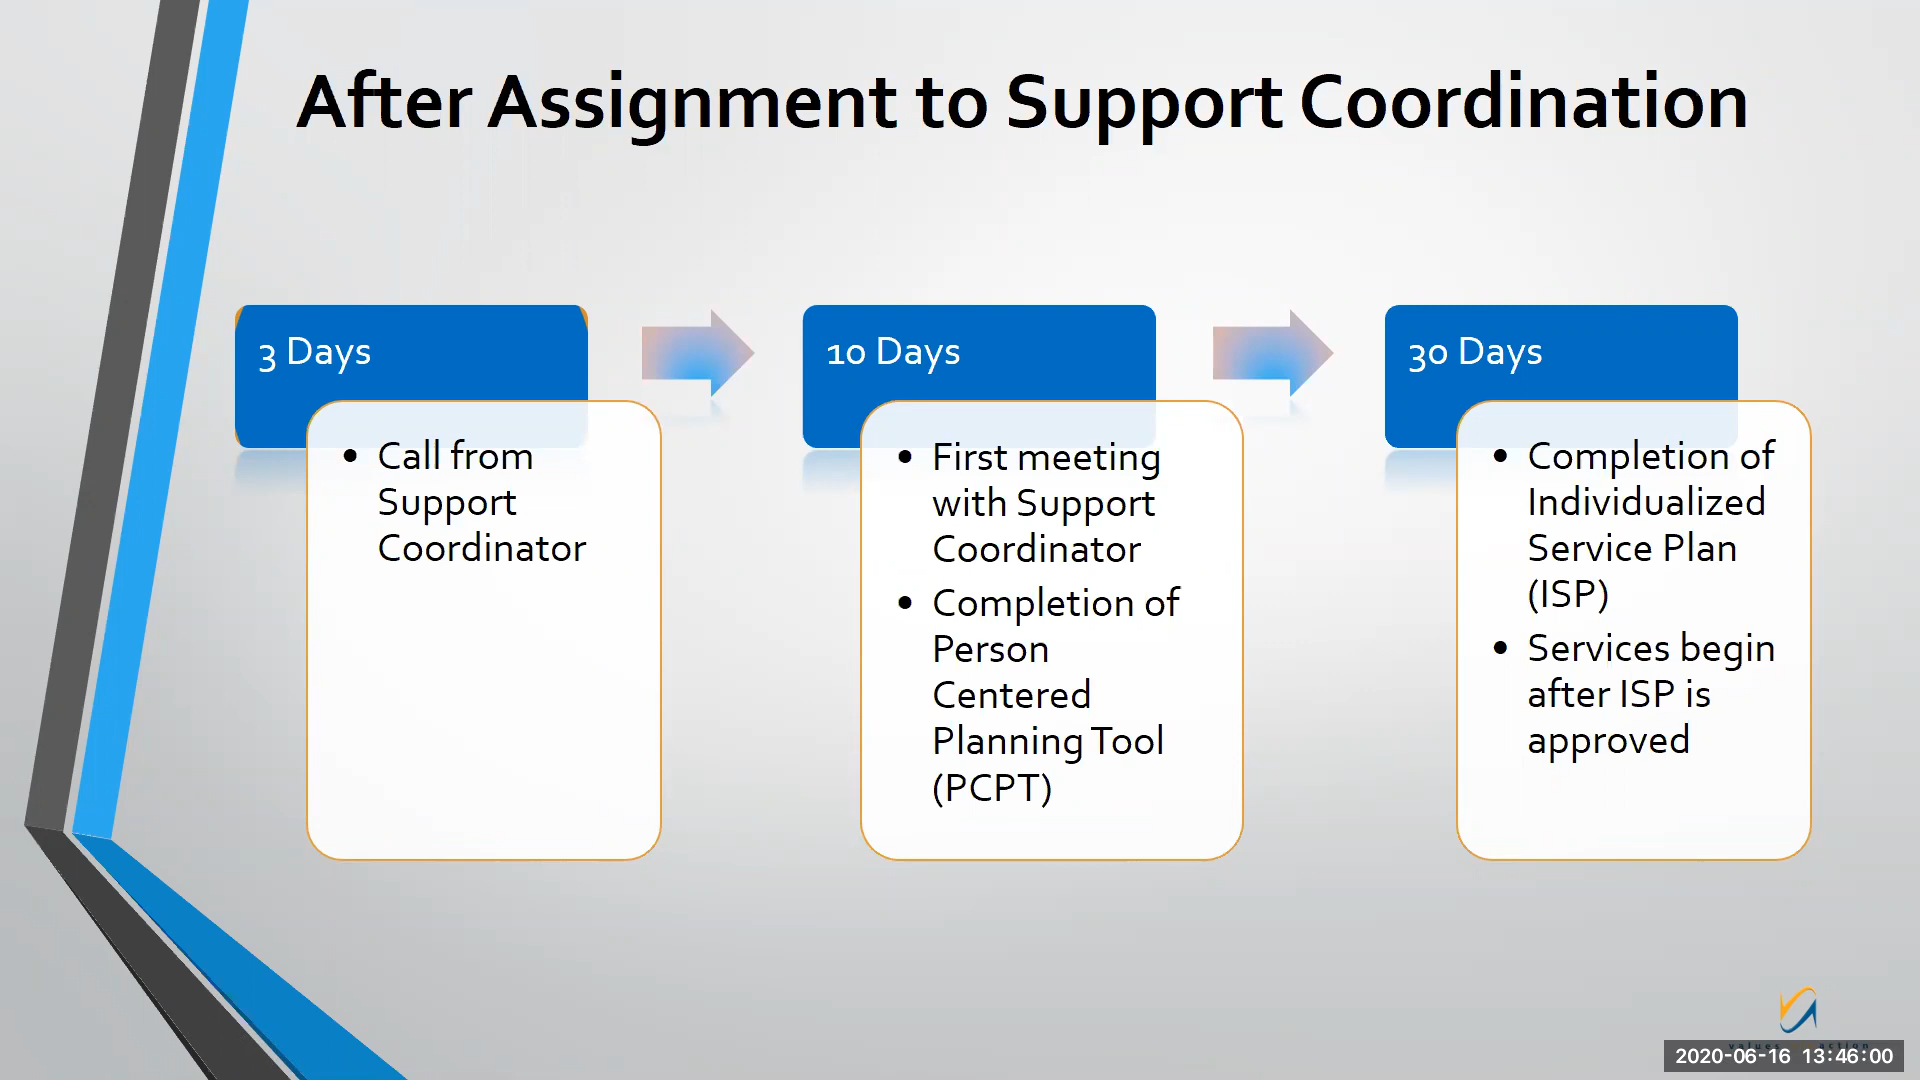 After Assignment to Support Coordination
3 Days
• Call from
Support
Coordinator
10 Days
• First meeting
with Support
Coordinator
• Completion of
Person
Centered
Planning Tool
(PCPT)
30 Days
• Completion of
Individualized
Service Plan
(ISP)
• Services begin
after ISP is
approved
2020-06-16 13:46:00